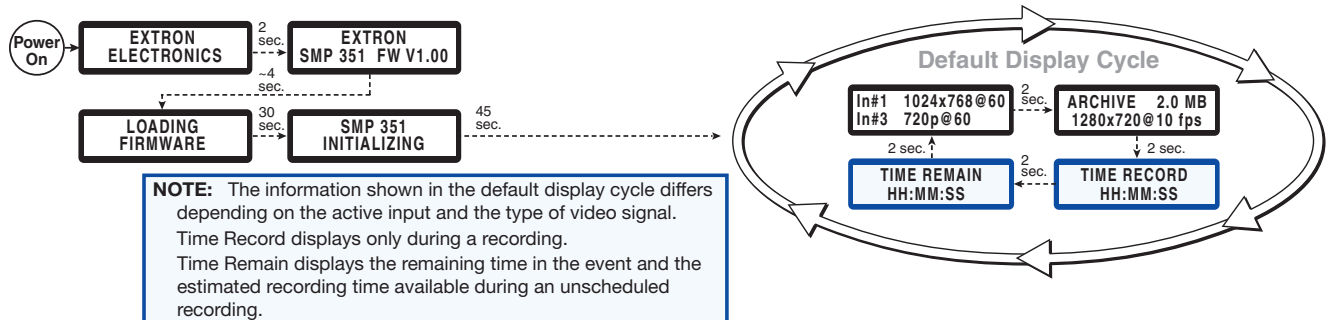 Power
On
EXTRON
ELECTRONICS
2
sec.
EXTRON
SMP 351 FW V1.00
~4
sec.
LOADING
FIRMWARE
30
sec.
SMP 351
INITIALIZING
45
sec.
NOTE: The information shown in the default display cycle differs
depending on the active input and the type of video signal.
Time Record displays only during a recording.
Time Remain displays the remaining time in the event and the
estimated recording time available during an unscheduled
recording.
Default Display Cycle
In#1 1024x768@60
In#3 720p@60
2
sec.
ARCHIVE 2.0 MB
1280x720@10 fps
2 sec.
TIME RECORD
HH:MM:SS
2
sec.
TIME REMAIN
HH:MM:SS
2 sec.